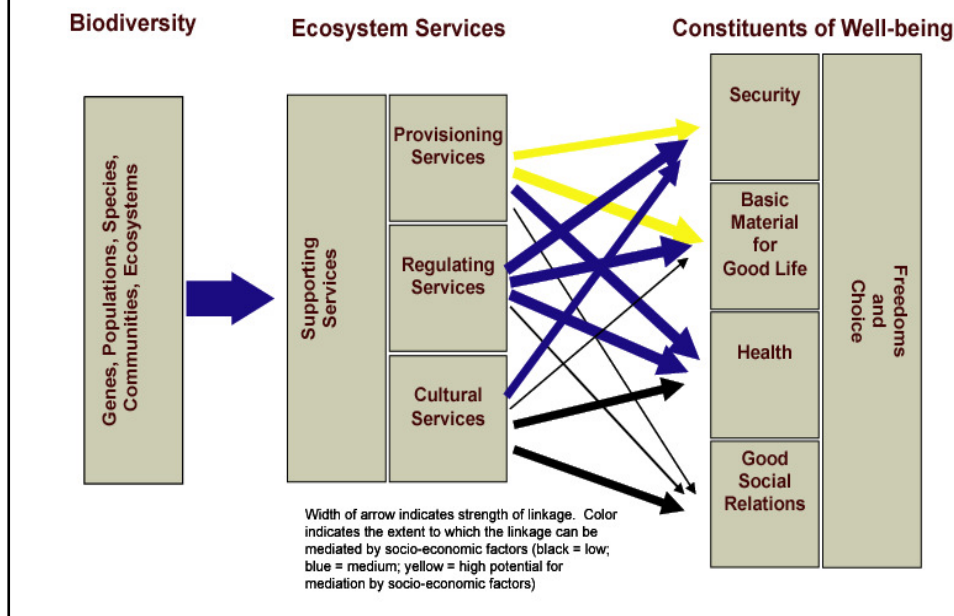 Biodiversity
Ecosystem Services
Constituents of Well-being
Genes, Populations, Species,
Communities, Ecosystems
Supporting
Services
Provisioning
Services
Regulating
Services
Cultural
Services
Security
Basic
Material
for
Good Life
Health
Good
Social
Relations
Freedoms
and
Choice
Width of arrow indicates strength of linkage. Color
indicates the extent to which the linkage can be
mediated by socio-economic factors (black = low;
blue = medium; yellow = high potential for
mediation by socio-economic factors)